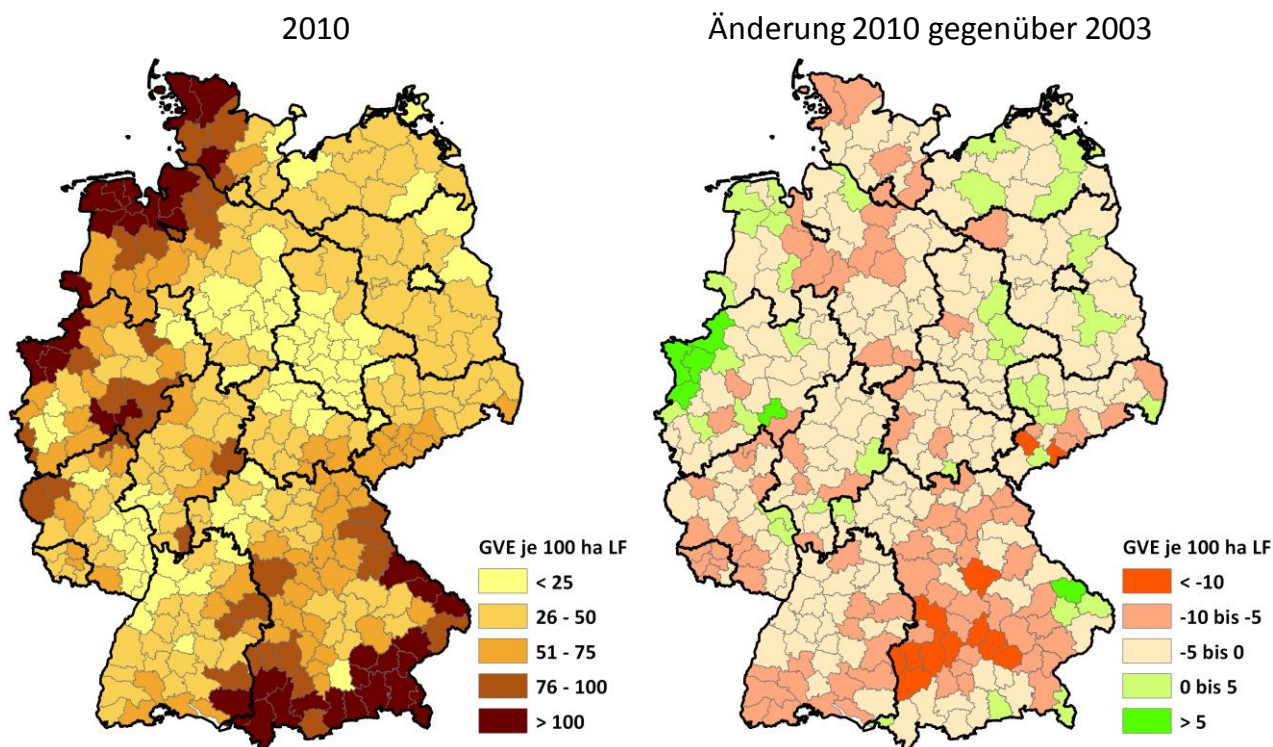 2010
Änderung 2010 gegenüber 2003
GVE je 100 ha LF
< 25
26 - 50
51 - 75
76 - 100
> 100
GVE je 100 ha LF
< -10
-10 bis -5
-5 bis 0
0 bis 5
> 5